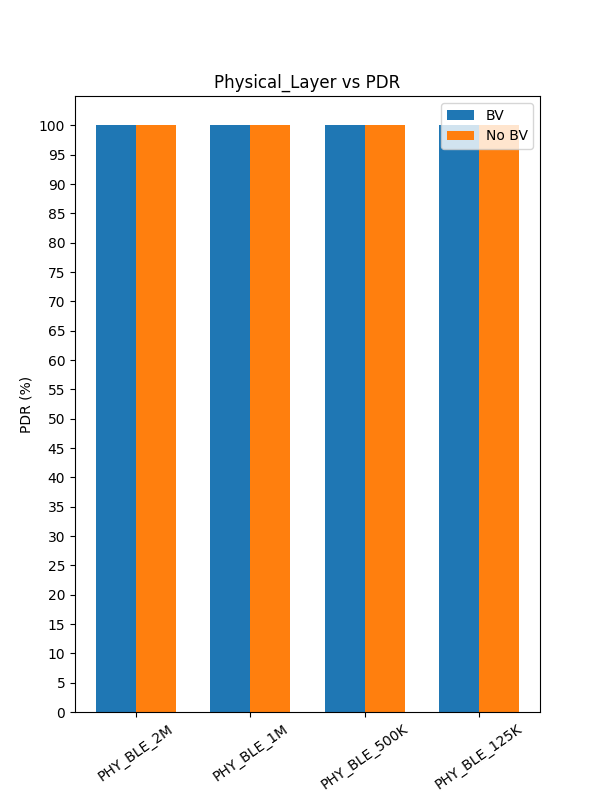 Physical_Layer vs PDR
BV
No BV
PDR (%)
100
95
90
85
80
75
70
65
60
55
50
45
40
35
30
25
20
15
10
5
0
PHY_BLE_2M
PHY_BLE_1M
PHY_BLE_500K
PHY_BLE_125K